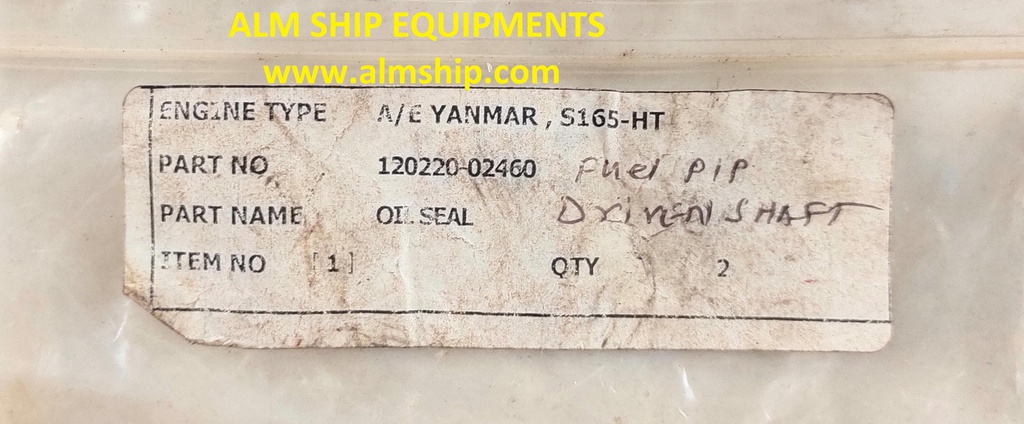 ALM SHIP EQUIPMENTS
www.almship.com
ENGINE TYPE A/E YANMAR , S165-HT
PART NO, 120220-02460 Fuel PIP
PART NAME OIL SEAL DRIVEN SHAFT
ITEM NO [ 1 ] QTY 2